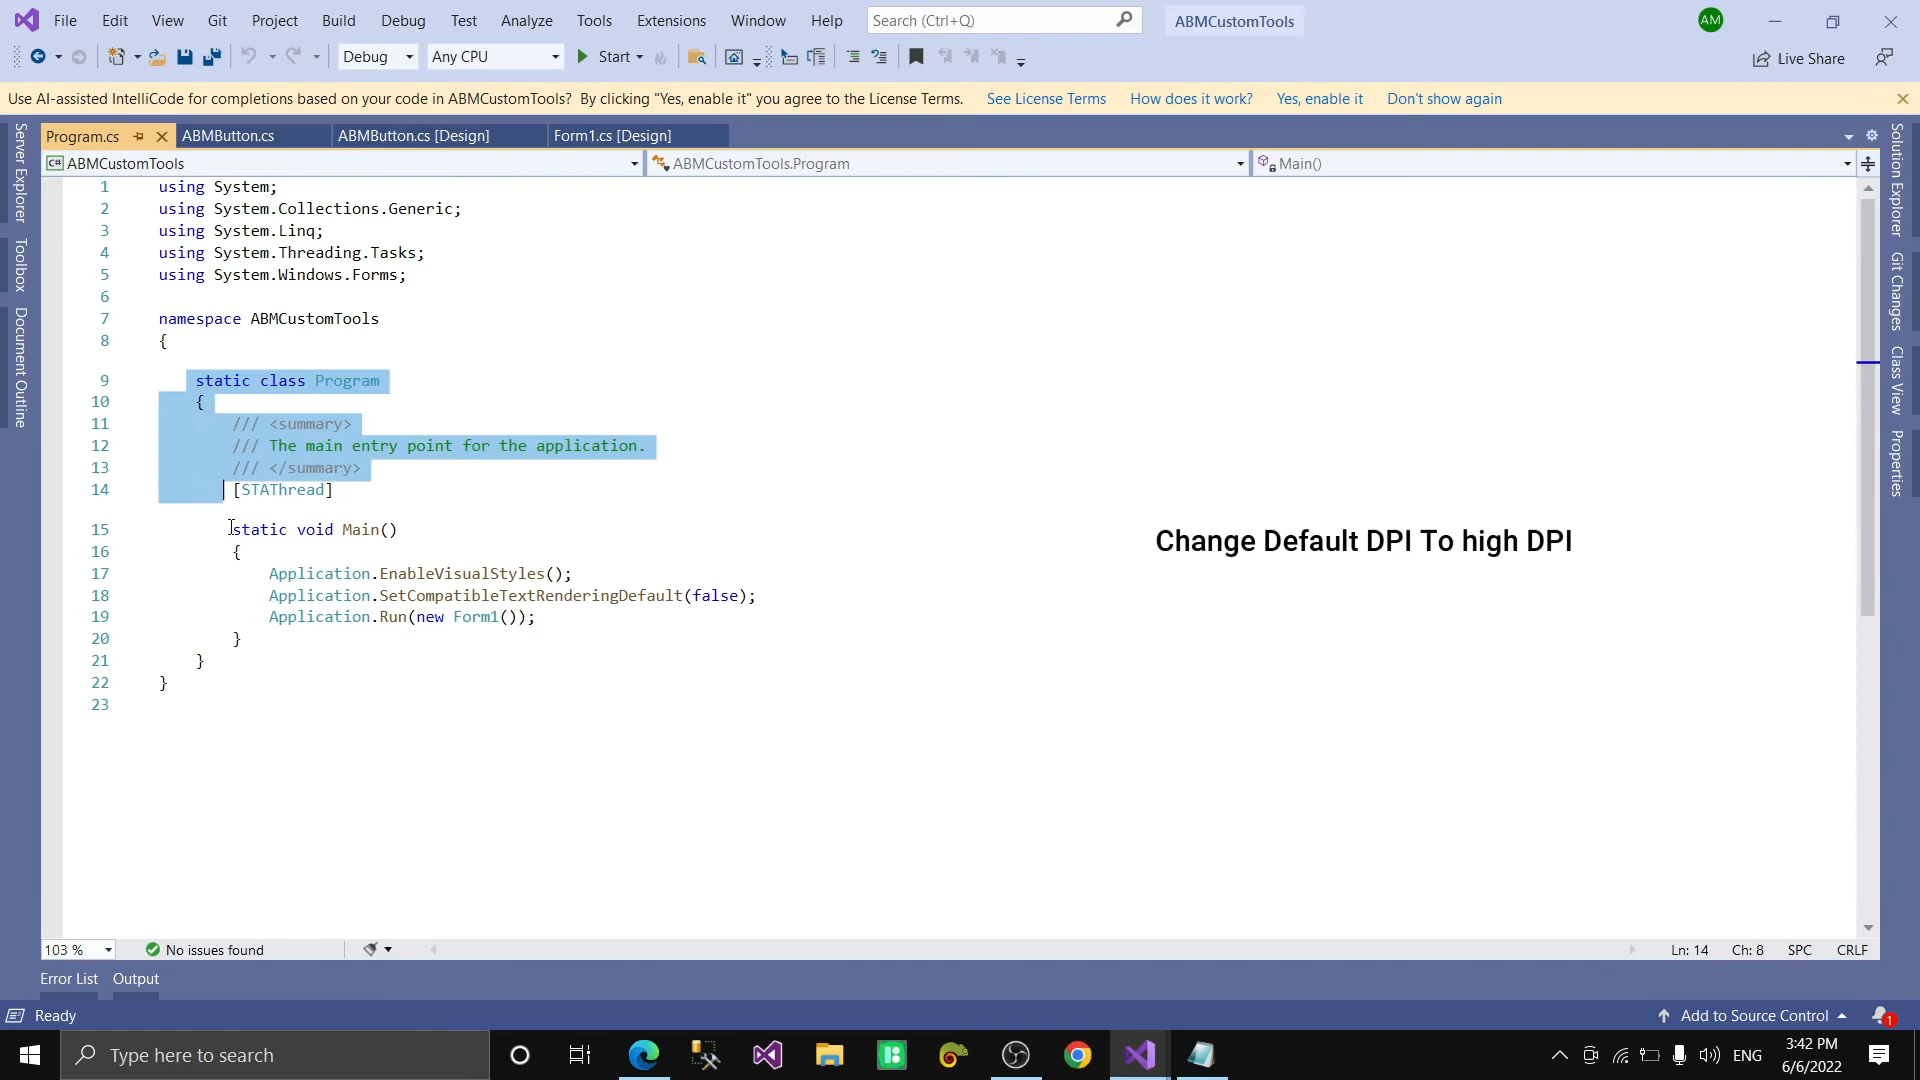 File Edit View Git Project Build Debug Test Analyze Tools Extensions Window Help Search (Ctrl+Q) ABMCustomTools AM
Debug Any CPU Start Live Share
Use AI-assisted IntelliCode for completions based on your code in ABMCustomTools? By clicking "Yes, enable it" you agree to the License Terms. See License Terms How does it work? Yes, enable it Don't show again
Server Explorer
Toolbox
Document Outline
Program.cs ABMButton.cs ABMButton.cs [Design] Form1.cs [Design]
C# ABMCustomTools ABMCustomTools.Program Main()
1 using System;
2 using System.Collections.Generic;
3 using System.Linq;
4 using System.Threading.Tasks;
5 using System.Windows.Forms;
6
7 namespace ABMCustomTools
8 {
9 static class Program
10 {
11 /// <summary>
12 /// The main entry point for the application.
13 /// </summary>
14 [STAThread]
15 static void Main()
16 {
17 Application.EnableVisualStyles();
18 Application.SetCompatibleTextRenderingDefault(false);
19 Application.Run(new Form1());
20 }
21 }
22 }
23
Change Default DPI To high DPI
Solution Explorer
Git Changes
Class View
Properties
103 % No issues found Ln: 14 Ch: 8 SPC CRLF
Error List Output
Ready Add to Source Control 1
Type here to search ENG 3:42 PM
6/6/2022